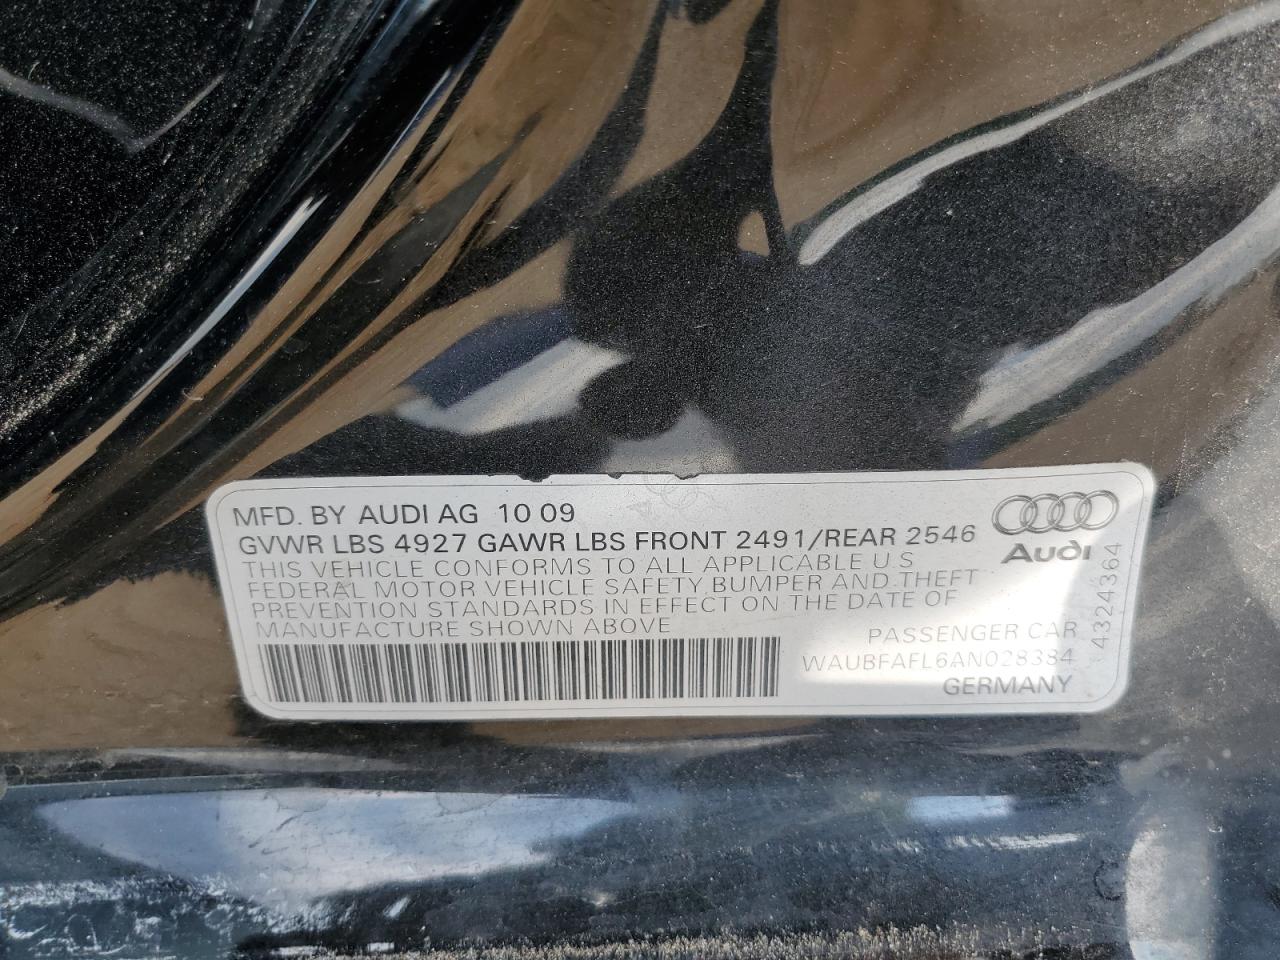 MFD. BY AUDI AG 10 09
GVWR LBS 4927 GAWR LBS FRONT 2491/REAR 2546
THIS VEHICLE CONFORMS TO ALL APPLICABLE U.S
FEDERAL MOTOR VEHICLE SAFETY, BUMPER AND THEFT
PREVENTION STANDARDS IN EFFECT ON THE DATE OF
MANUFACTURE SHOWN ABOVE
PASSENGER CAR
WAUBFAFL6AN028384
GERMANY
Audi
4324364